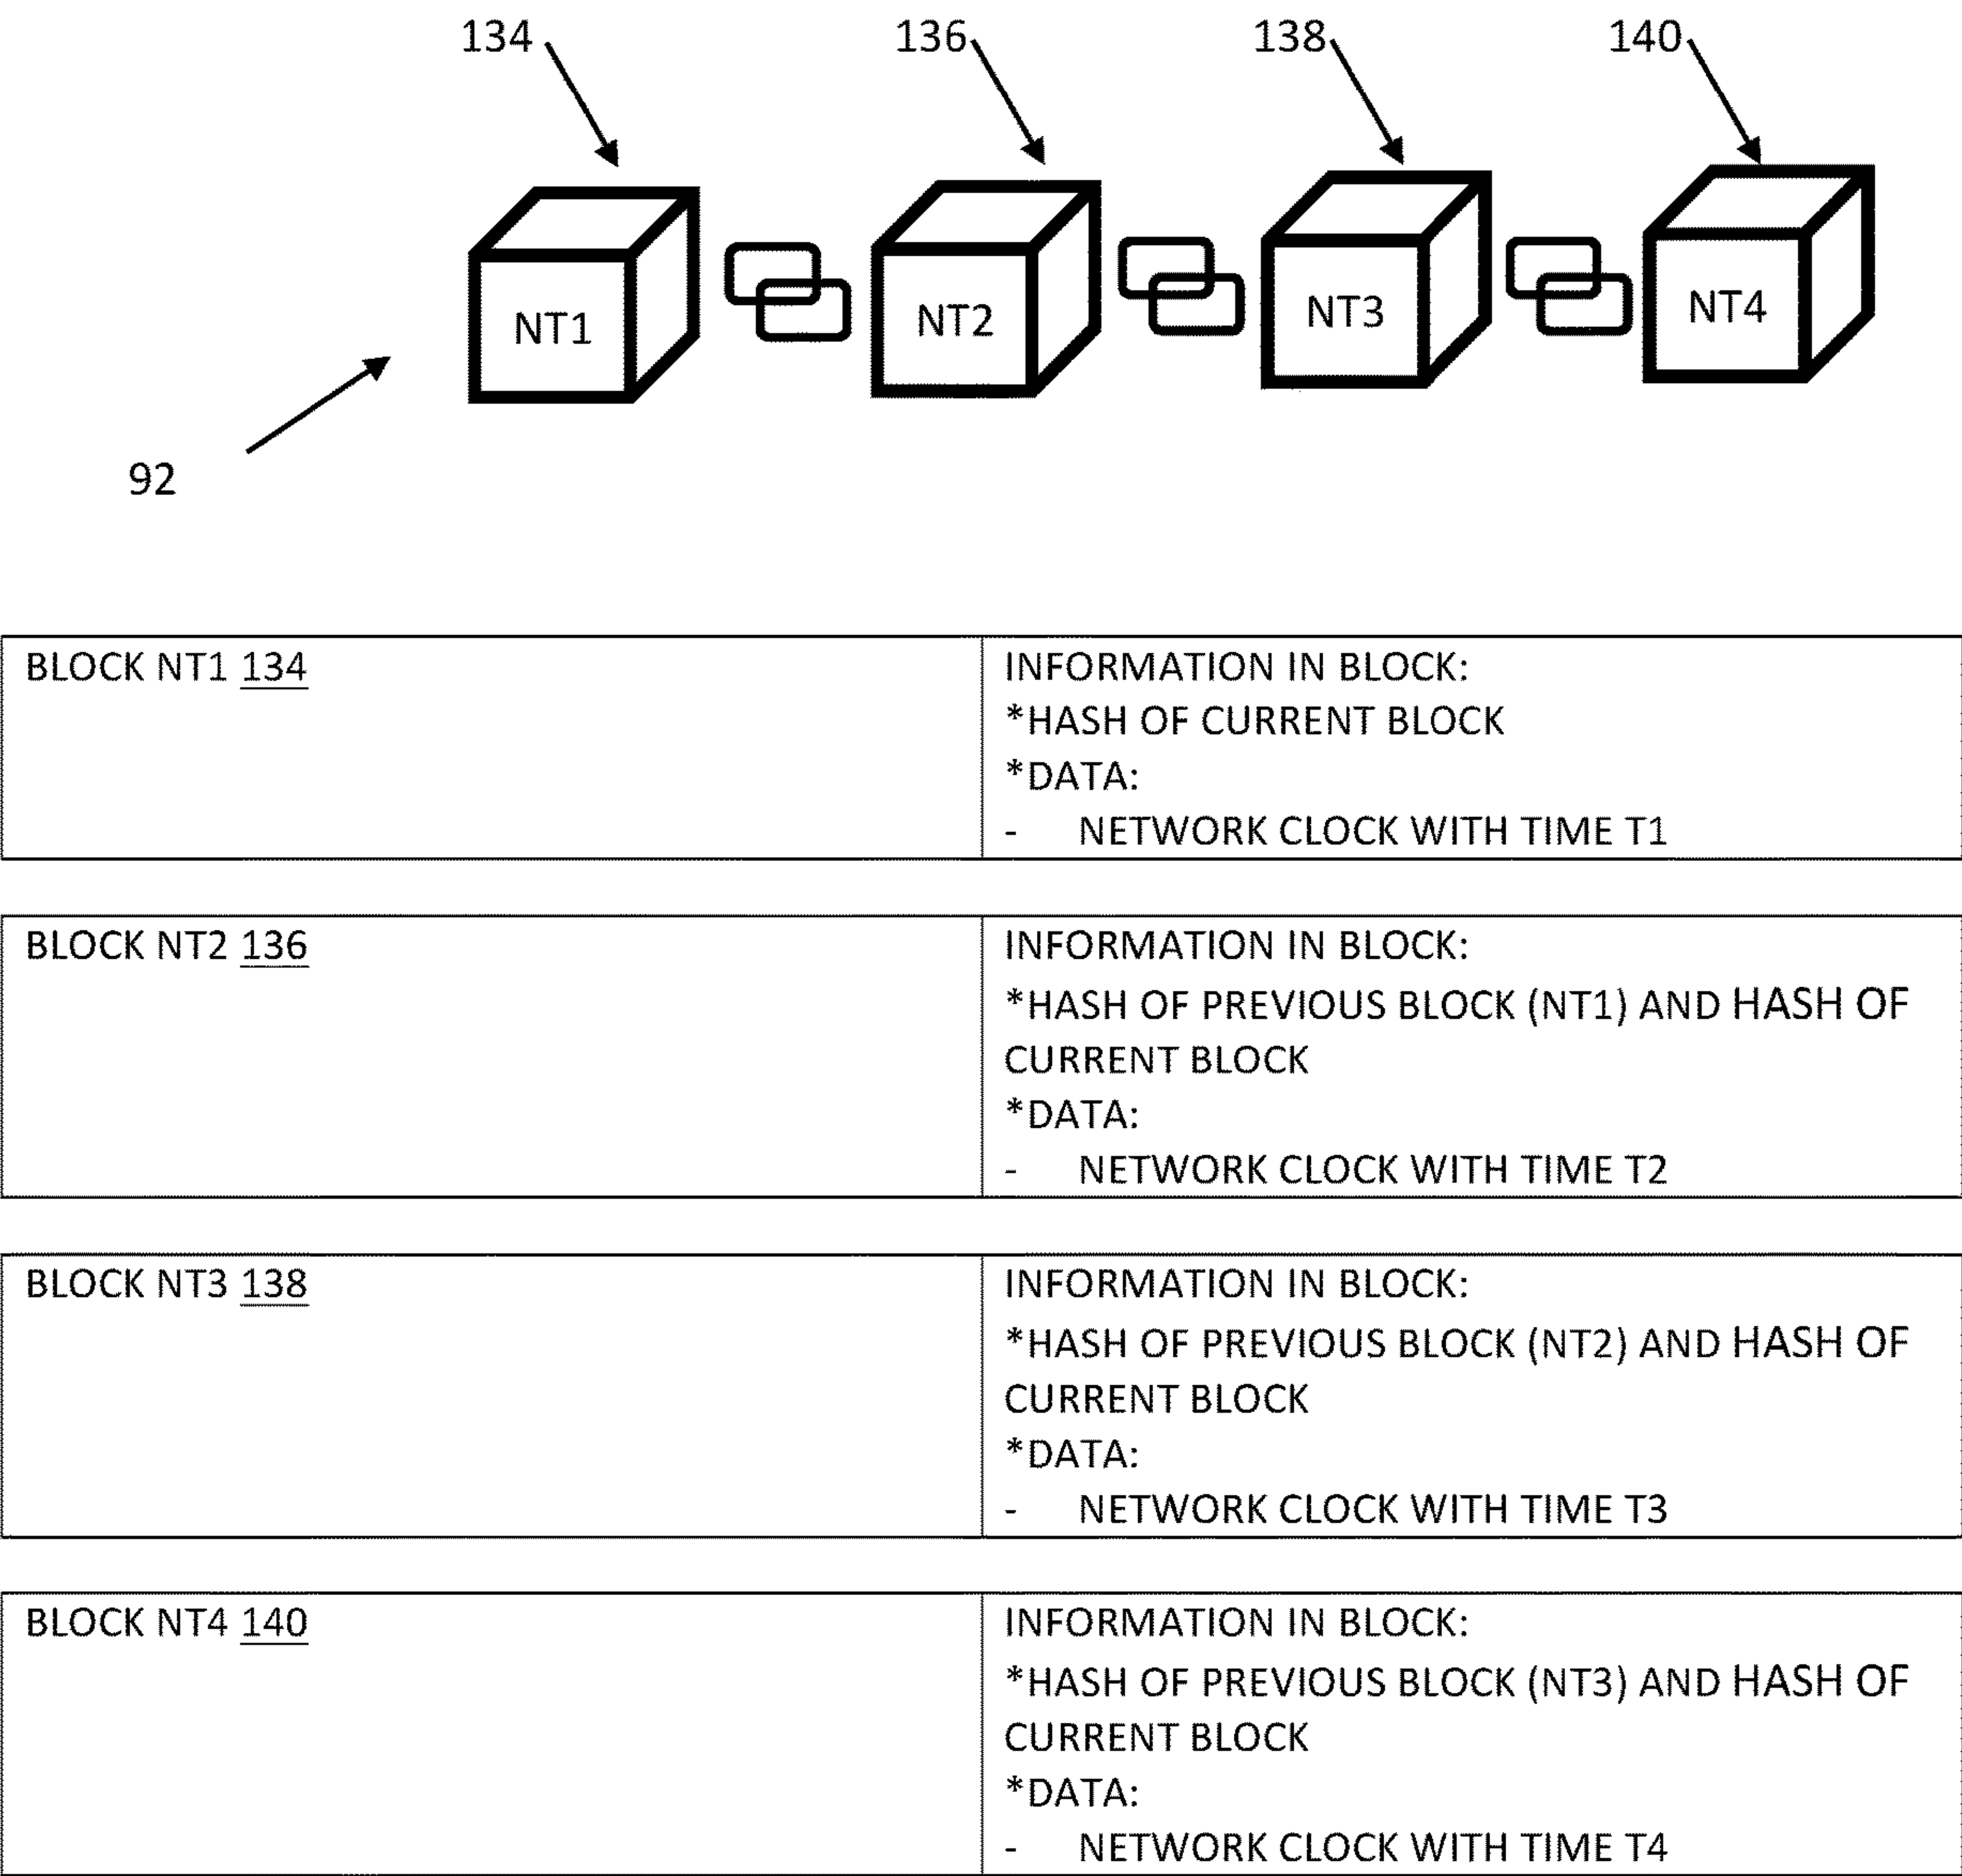 134 136 138 140
NT1 NT2 NT3 NT4
92
BLOCK NT1 134
INFORMATION IN BLOCK:
*HASH OF CURRENT BLOCK
*DATA:
- NETWORK CLOCK WITH TIME T1
BLOCK NT2 136
INFORMATION IN BLOCK:
*HASH OF PREVIOUS BLOCK (NT1) AND HASH OF
CURRENT BLOCK
*DATA:
- NETWORK CLOCK WITH TIME T2
BLOCK NT3 138
INFORMATION IN BLOCK:
*HASH OF PREVIOUS BLOCK (NT2) AND HASH OF
CURRENT BLOCK
*DATA:
- NETWORK CLOCK WITH TIME T3
BLOCK NT4 140
INFORMATION IN BLOCK:
*HASH OF PREVIOUS BLOCK (NT3) AND HASH OF
CURRENT BLOCK
*DATA:
- NETWORK CLOCK WITH TIME T4